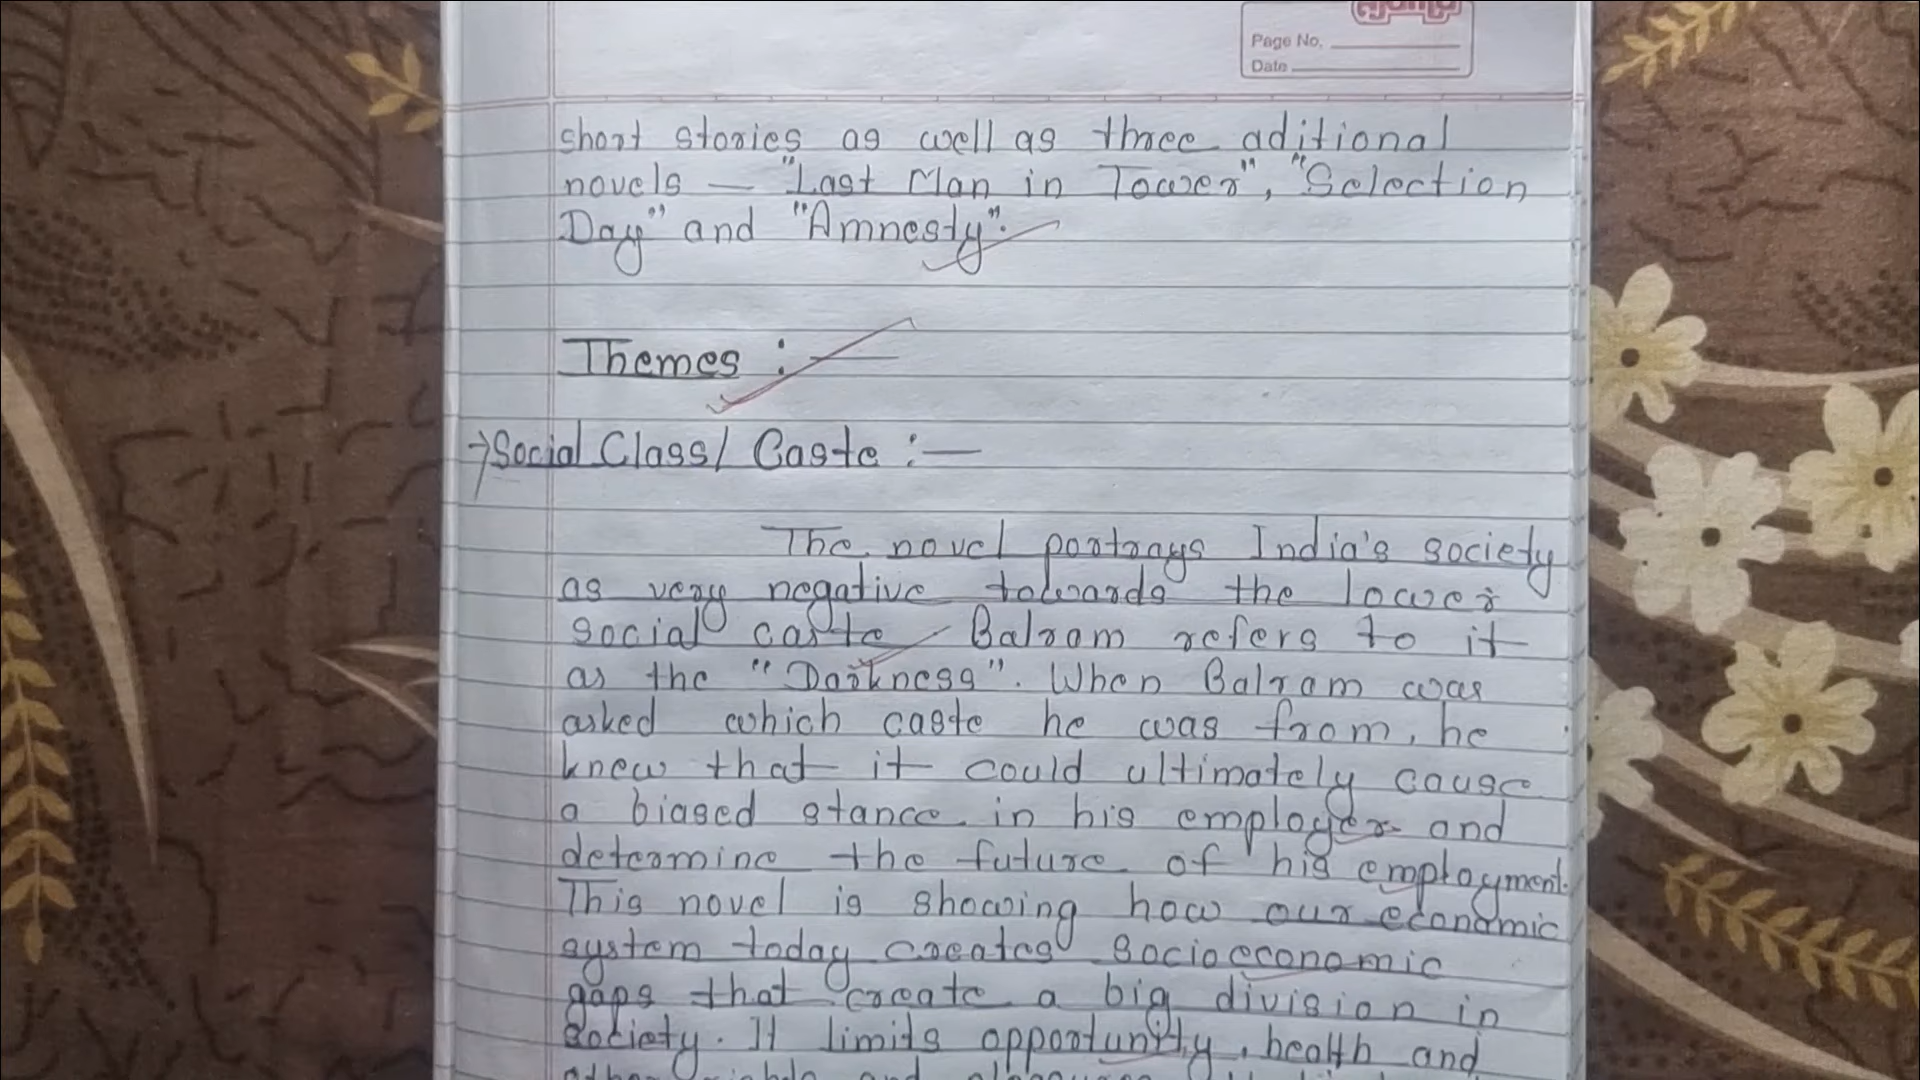 Page No.
Date
short stories as well as three aditional
novels — "Last Man in Tower", "Selection
Day" and "Amnesty".
Themes :—
→Social Class/ Caste :—
The novel portrays India's society
as very negative towards the lower
social caste Balram refers to it
as the "Darkness". When Balram was
asked which caste he was from, he
knew that it could ultimately cause
a biased stance in his employer and
determine the future of his employment.
This novel is showing how our economic
system today creates socioeconomic
gaps that create a big division in
society. It limits opportunity, health and